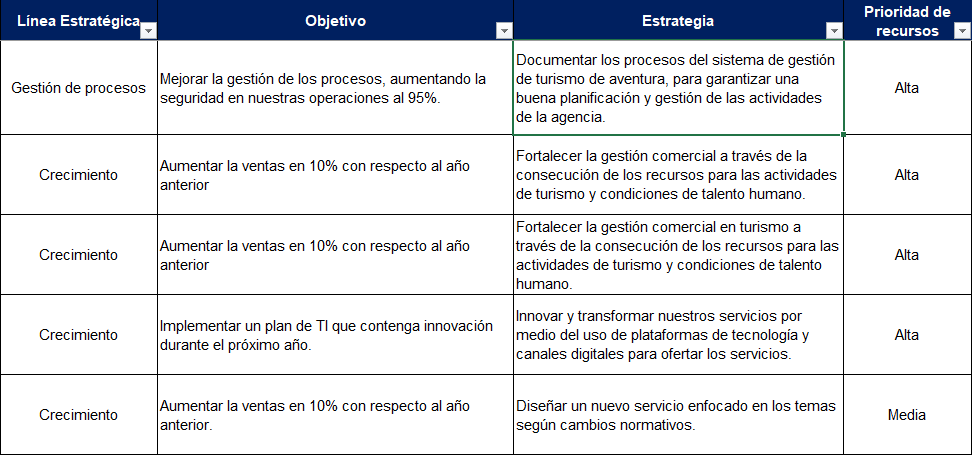 Línea Estratégica
Objetivo
Estrategia
Prioridad de
recursos
Gestión de procesos
Mejorar la gestión de los procesos, aumentando la
seguridad en nuestras operaciones al 95%.
Documentar los procesos del sistema de gestión
de turismo de aventura, para garantizar una
buena planificación y gestión de las actividades
de la agencia.
Alta
Crecimiento
Aumentar la ventas en 10% con respecto al año
anterior
Fortalecer la gestión comercial a través de la
consecución de los recursos para las actividades
de turismo y condiciones de talento humano.
Alta
Crecimiento
Aumentar la ventas en 10% con respecto al año
anterior
Fortalecer la gestión comercial en turismo a
través de la consecución de los recursos para las
actividades de turismo y condiciones de talento
humano.
Alta
Crecimiento
Implementar un plan de TI que contenga innovación
durante el próximo año.
Innovar y transformar nuestros servicios por
medio del uso de plataformas de tecnología y
canales digitales para ofertar los servicios.
Alta
Crecimiento
Aumentar la ventas en 10% con respecto al año
anterior.
Diseñar un nuevo servicio enfocado en los temas
según cambios normativos.
Media